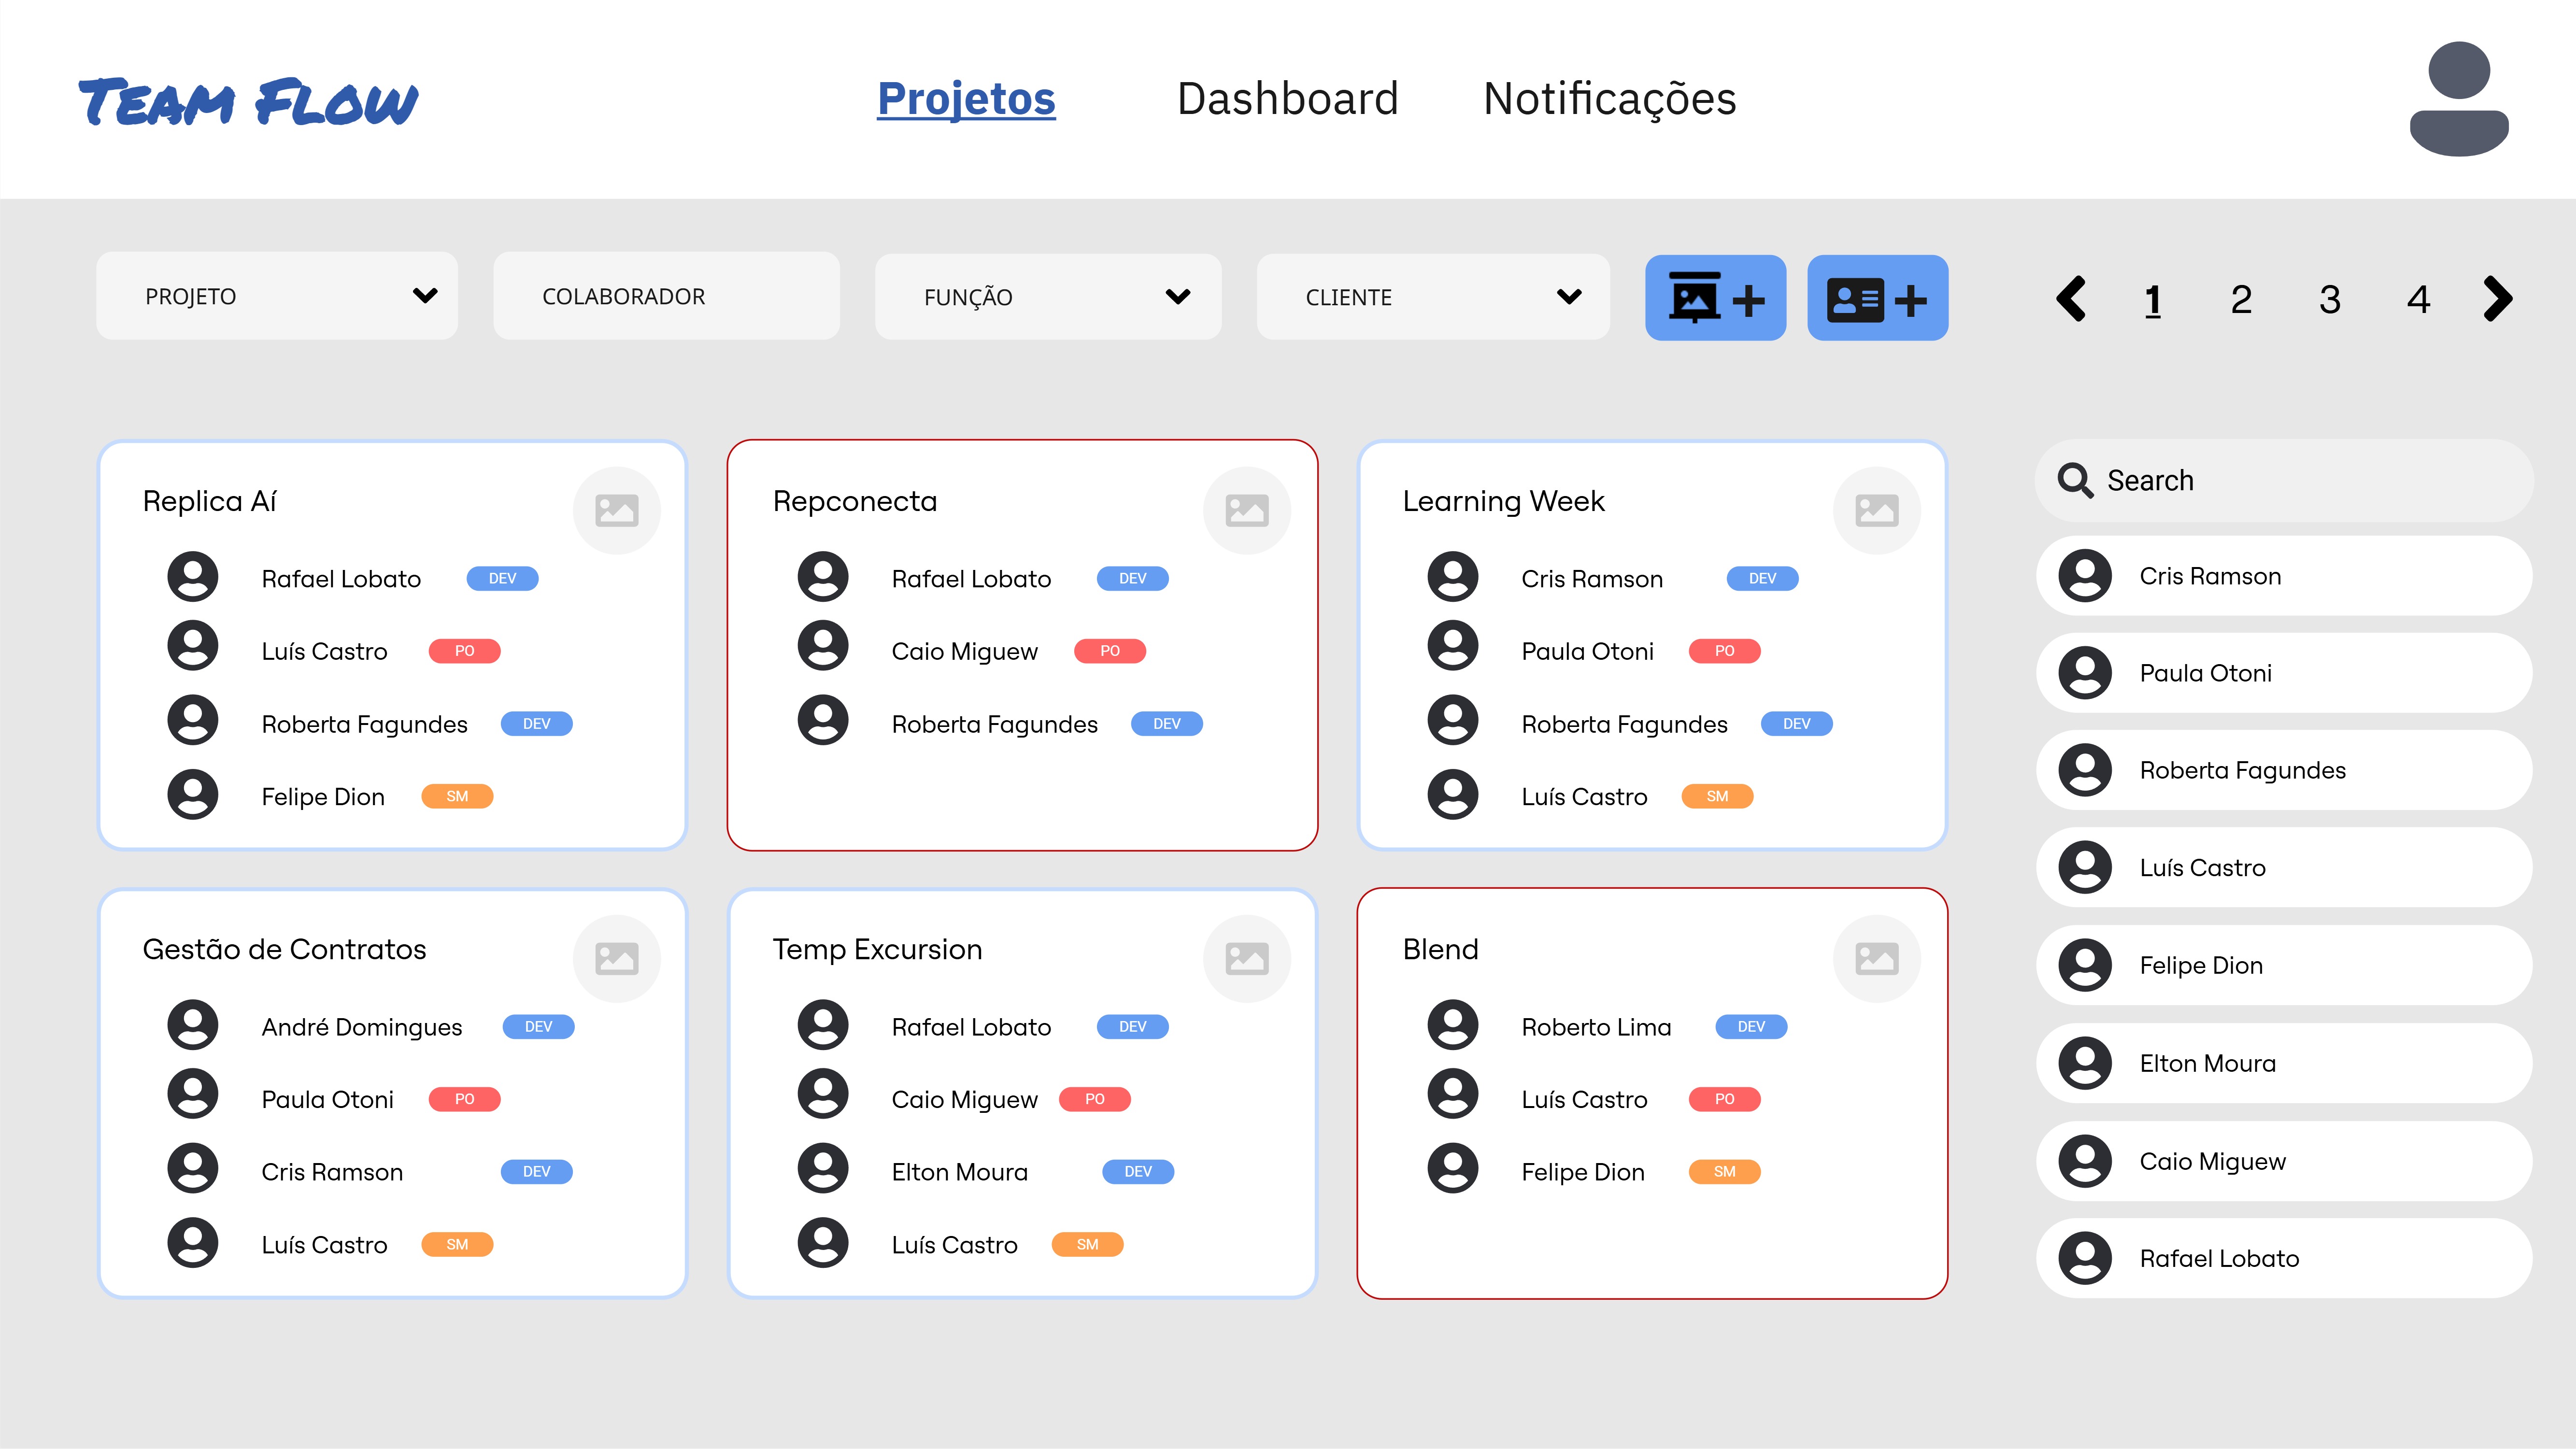 TEAM FLOW
Projetos
Dashboard
Notificações
PROJETO
COLABORADOR
FUNÇÃO
CLIENTE
1
2
3
4
Replica Aí
Rafael Lobato DEV
Luís Castro PO
Roberta Fagundes DEV
Felipe Dion SM
Repconecta
Rafael Lobato DEV
Caio Miguew PO
Roberta Fagundes DEV
Learning Week
Cris Ramson DEV
Paula Otoni PO
Roberta Fagundes DEV
Luís Castro SM
Gestão de Contratos
André Domingues DEV
Paula Otoni PO
Cris Ramson DEV
Luís Castro SM
Temp Excursion
Rafael Lobato DEV
Caio Miguew PO
Elton Moura DEV
Luís Castro SM
Blend
Roberto Lima DEV
Luís Castro PO
Felipe Dion SM
Search
Cris Ramson
Paula Otoni
Roberta Fagundes
Luís Castro
Felipe Dion
Elton Moura
Caio Miguew
Rafael Lobato